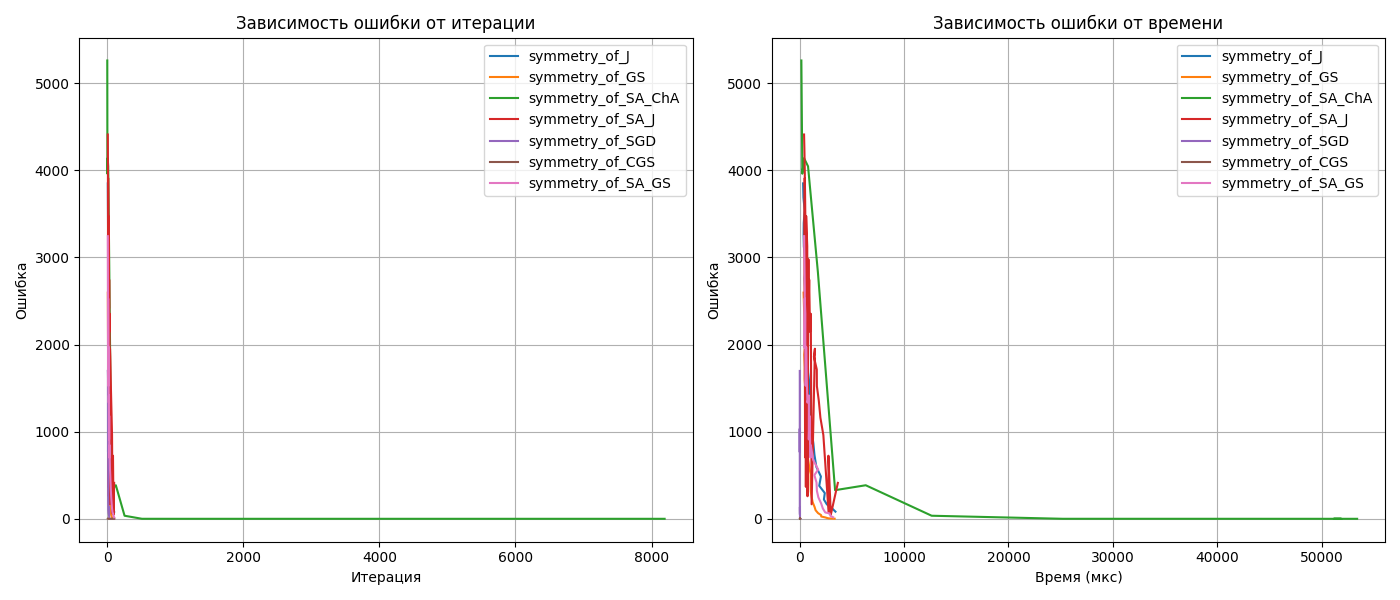 Зависимость ошибки от итерации
Ошибка
5000
4000
3000
2000
1000
0
symmetry_of_J
symmetry_of_GS
symmetry_of_SA_ChA
symmetry_of_SA_J
symmetry_of_SGD
symmetry_of_CGS
symmetry_of_SA_GS
0 2000 4000 6000 8000
Итерация
Зависимость ошибки от времени
Ошибка
5000
4000
3000
2000
1000
0
symmetry_of_J
symmetry_of_GS
symmetry_of_SA_ChA
symmetry_of_SA_J
symmetry_of_SGD
symmetry_of_CGS
symmetry_of_SA_GS
0 10000 20000 30000 40000 50000
Время (мкс)